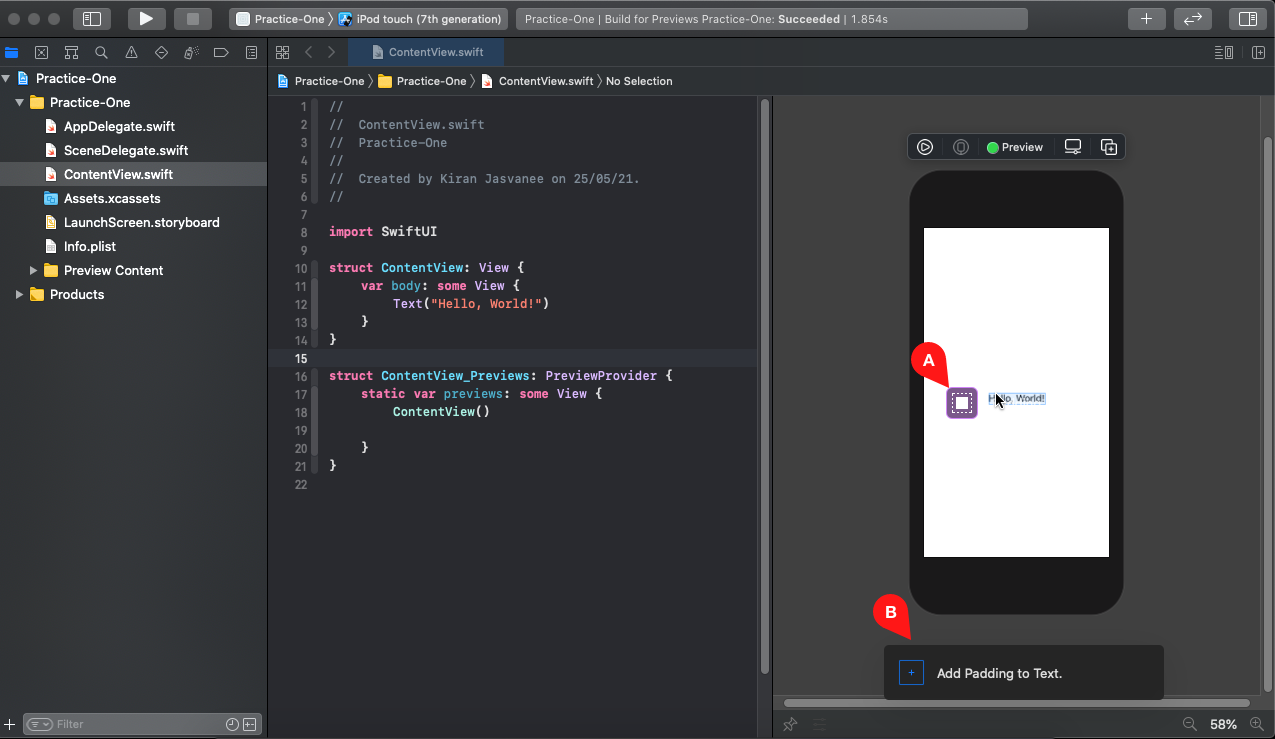 Practice-One 〉 iPod touch (7th generation)
Practice-One | Build for Previews Practice-One: Succeeded | 1.854s
ContentView.swift
Practice-One 〉 Practice-One 〉 ContentView.swift 〉 No Selection
Practice-One
Practice-One
AppDelegate.swift
SceneDelegate.swift
ContentView.swift
Assets.xcassets
LaunchScreen.storyboard
Info.plist
Preview Content
Products
Filter
1 //
2 //  ContentView.swift
3 //  Practice-One
4 //
5 //  Created by Kiran Jasvanee on 25/05/21.
6 //
7
8 import SwiftUI
9
10 struct ContentView: View {
11     var body: some View {
12         Text("Hello, World!")
13     }
14 }
15
16 struct ContentView_Previews: PreviewProvider {
17     static var previews: some View {
18         ContentView()
19
20     }
21 }
22
Preview
A
Hello, World!
B
Add Padding to Text.
58%